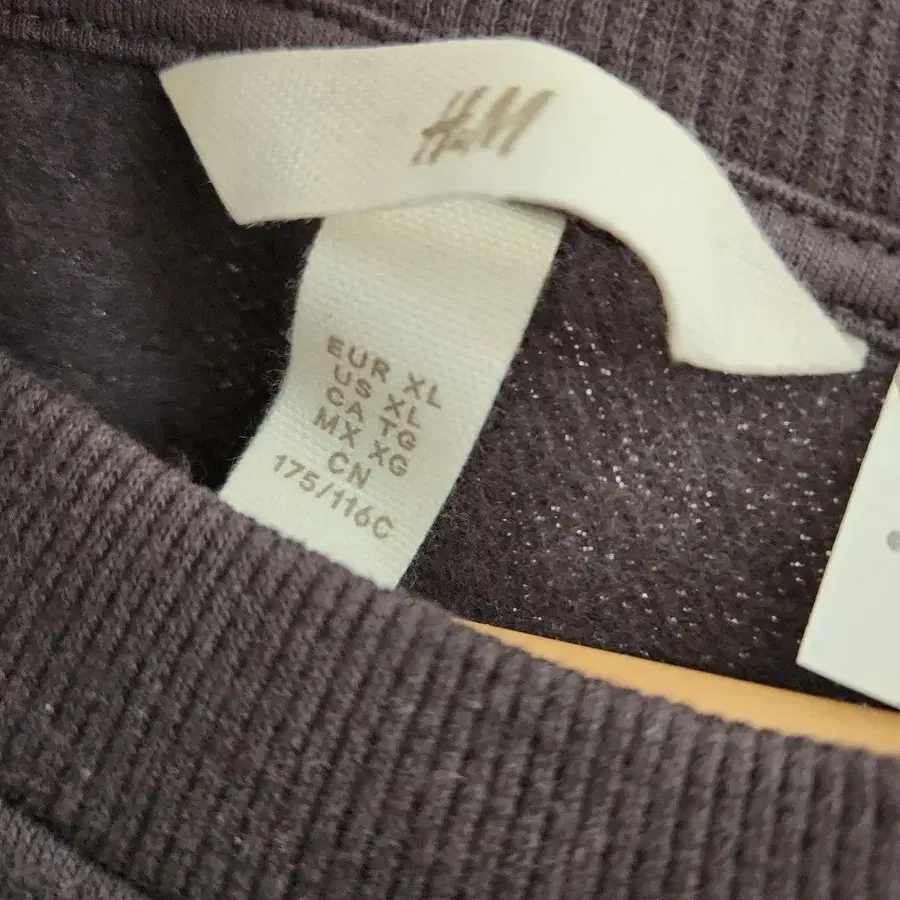 H&M
EUR XL
US XL
CA TG
MX XG
CN
175/116C